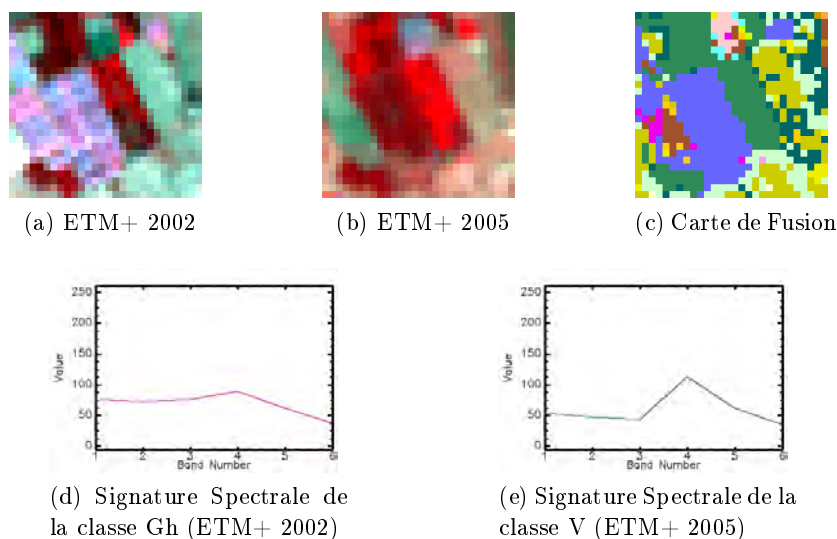 (a) ETM+ 2002
(b) ETM+ 2005
(c) Carte de Fusion
250
200
150
100
50
0
Value
1 2 3 4 5 6
Band Number
(d) Signature Spectrale de
la classe Gh (ETM+ 2002)
250
200
150
100
50
0
Value
1 2 3 4 5 6
Band Number
(e) Signature Spectrale de la
classe V (ETM+ 2005)